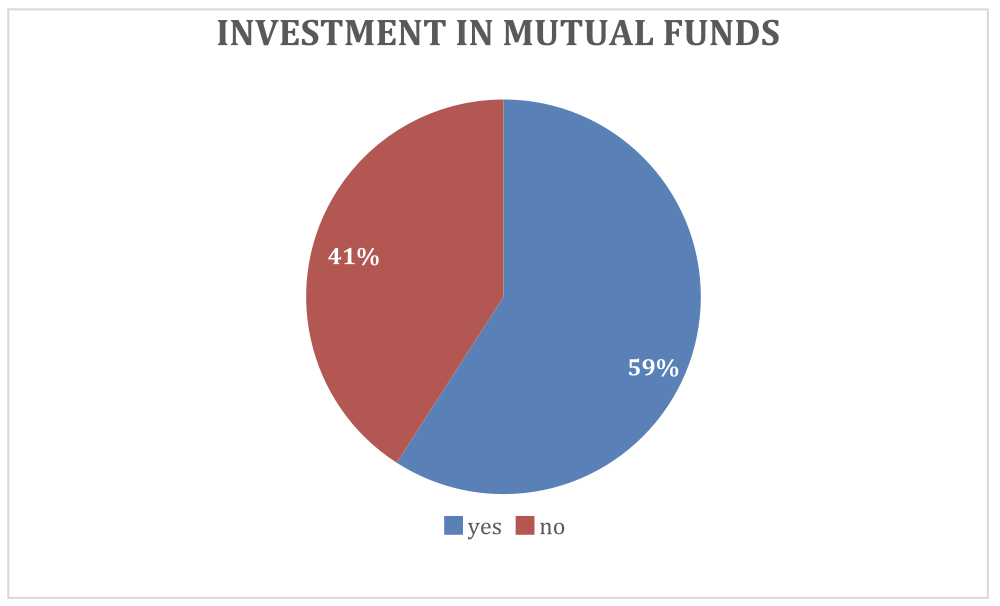 INVESTMENT IN MUTUAL FUNDS
41%
59%
yes no